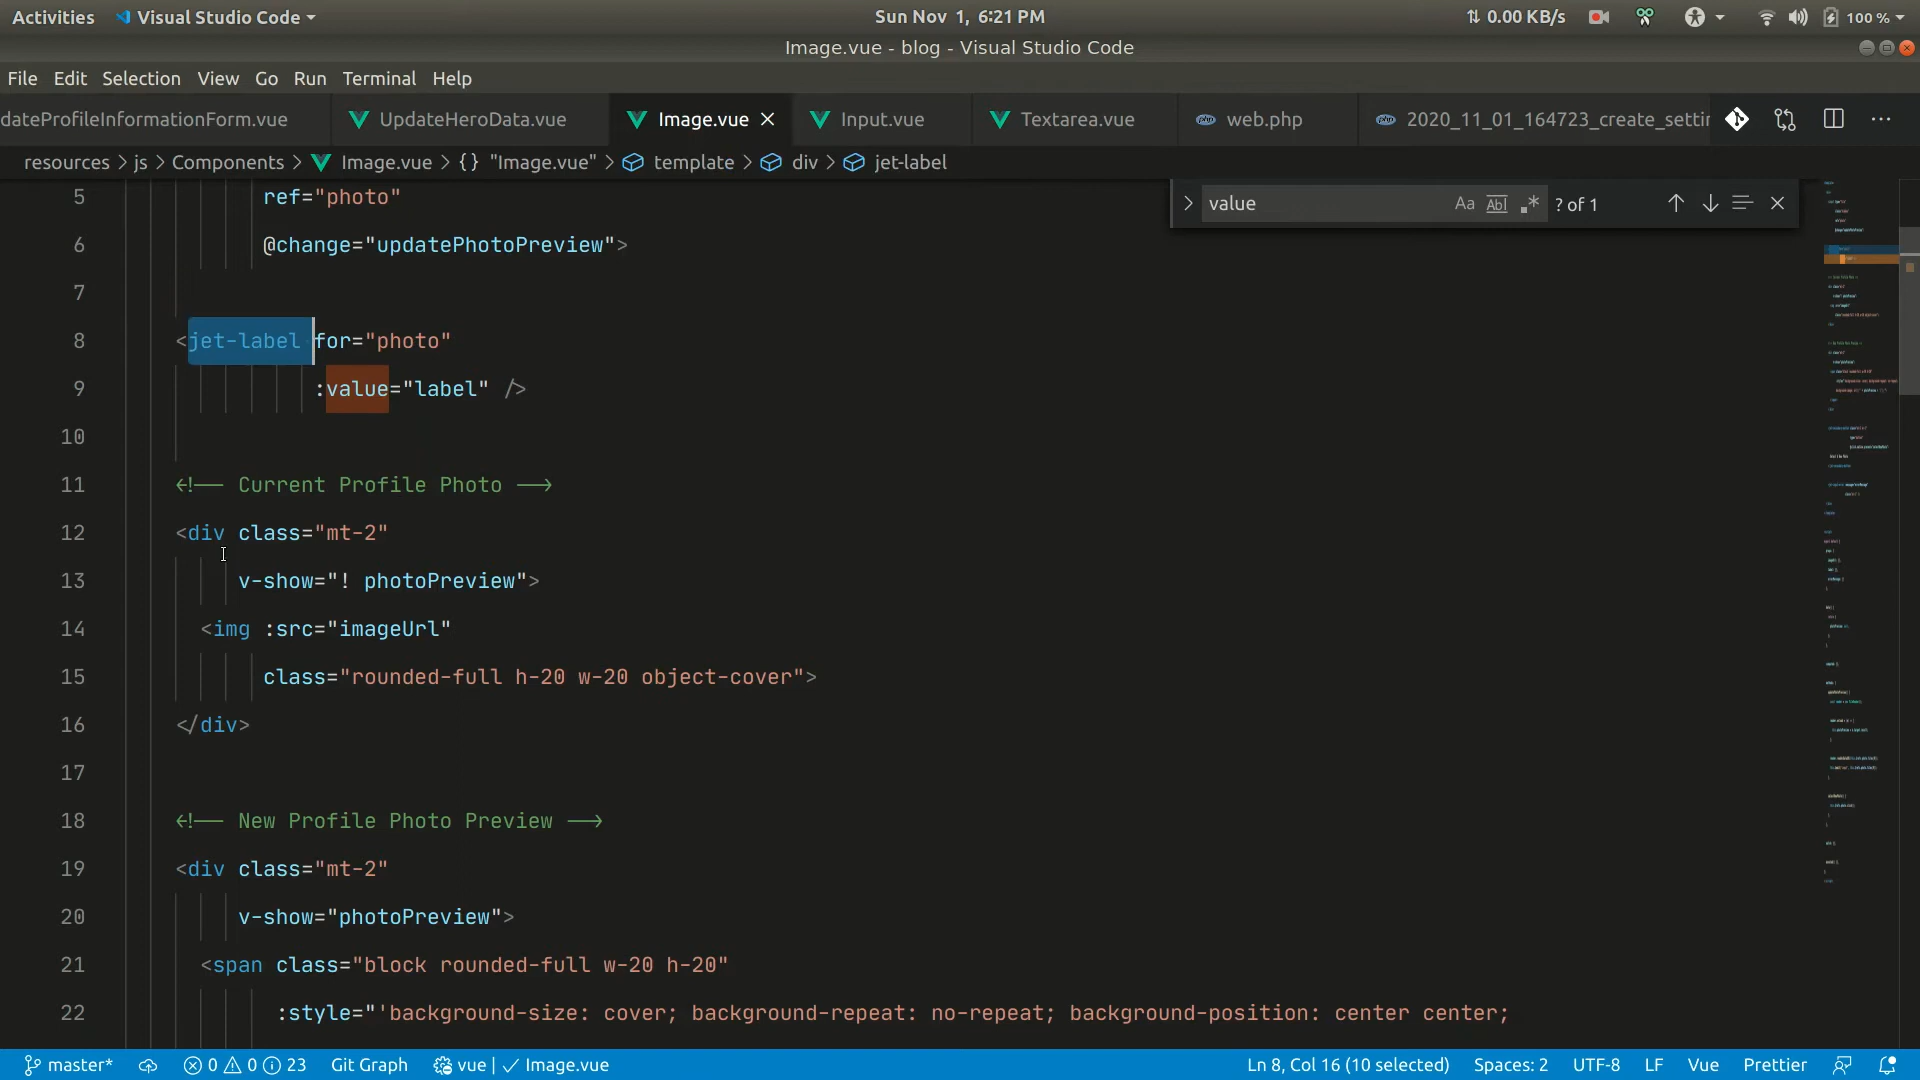 Activities Visual Studio Code Sun Nov 1, 6:21 PM 0.00 KB/s 100 %
Image.vue - blog - Visual Studio Code
File Edit Selection View Go Run Terminal Help
dateProfileInformationForm.vue UpdateHeroData.vue Image.vue Input.vue Textarea.vue web.php 2020_11_01_164723_create_settin
resources > js > Components > Image.vue > {} "Image.vue" > template > div > jet-label
value Aa Abl .* ? of 1
5 ref="photo"
6 @change="updatePhotoPreview">
7
8 <jet-label for="photo"
9 :value="label" />
10
11 <!-- Current Profile Photo -->
12 <div class="mt-2"
13 v-show="! photoPreview">
14 <img :src="imageUrl"
15 class="rounded-full h-20 w-20 object-cover">
16 </div>
17
18 <!-- New Profile Photo Preview -->
19 <div class="mt-2"
20 v-show="photoPreview">
21 <span class="block rounded-full w-20 h-20"
22 :style="'background-size: cover; background-repeat: no-repeat; background-position: center center;
master* 0 0 23 Git Graph vue | Image.vue Ln 8, Col 16 (10 selected) Spaces: 2 UTF-8 LF Vue Prettier